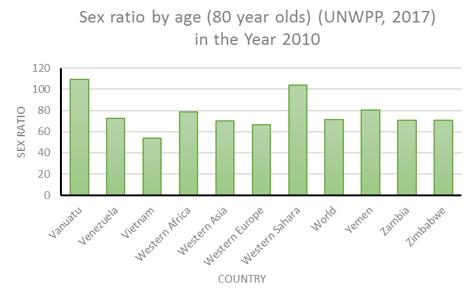 Sex ratio by age (80 year olds) (UNWPP, 2017)
in the Year 2010
SEX RATIO
120
100
80
60
40
20
0
Vanuatu
Venezuela
Vietnam
Western Africa
Western Asia
Western Europe
Western Sahara
World
Yemen
Zambia
Zimbabwe
COUNTRY